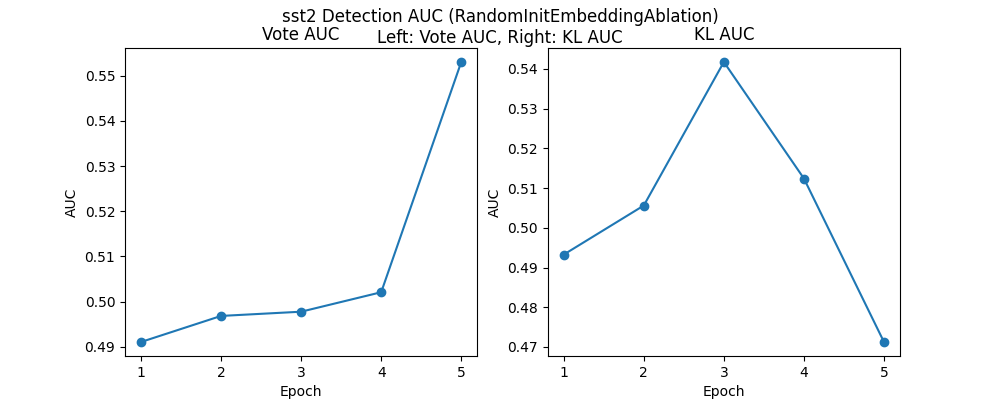 sst2 Detection AUC (RandomInitEmbeddingAblation)
Left: Vote AUC, Right: KL AUC
Vote AUC
0.55
0.54
0.53
0.52
0.51
0.50
0.49
AUC
1 2 3 4 5
Epoch
KL AUC
0.54
0.53
0.52
0.51
0.50
0.49
0.48
0.47
AUC
1 2 3 4 5
Epoch